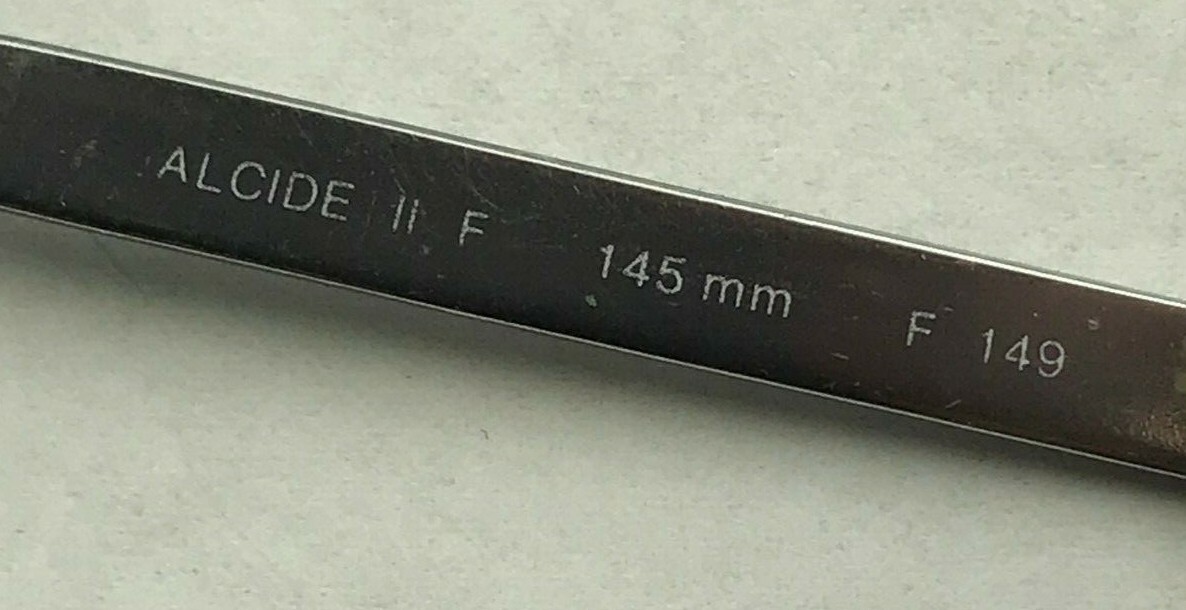 ALCIDE II F 145 mm F 149